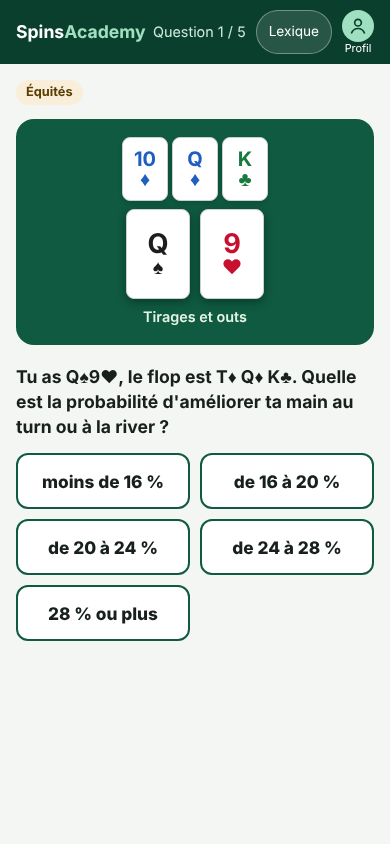 SpinsAcademy Question 1 / 5 Lexique
Profil
Équités
10 Q K
♦ ♦ ♣
Q 9
♠ ♥
Tirages et outs
Tu as Q♠9♥, le flop est T♦ Q♦ K♣. Quelle
est la probabilité d'améliorer ta main au
turn ou à la river ?
moins de 16 % de 16 à 20 %
de 20 à 24 % de 24 à 28 %
28 % ou plus